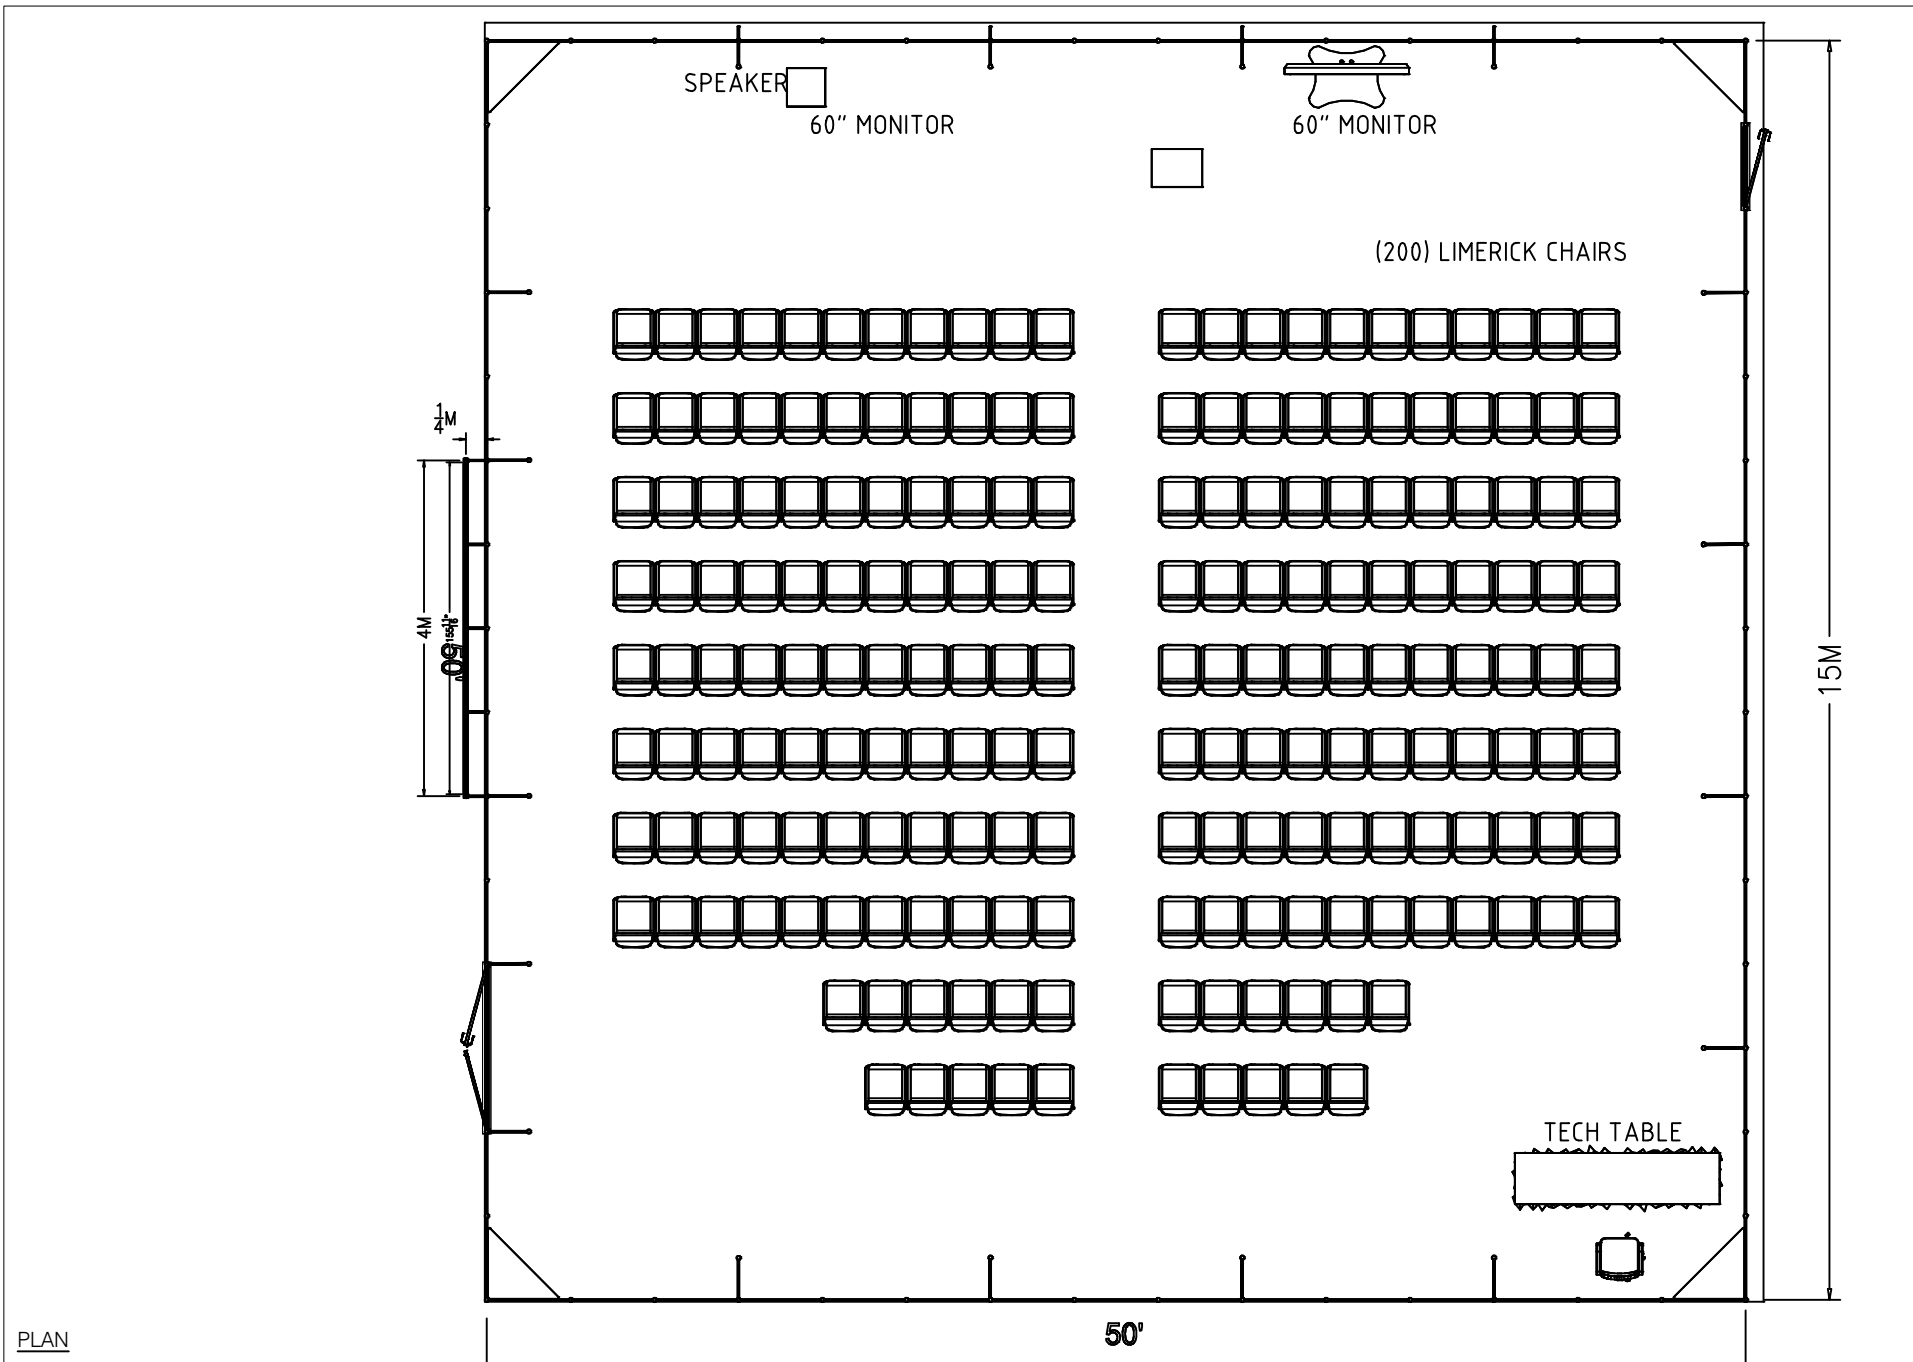 SPEAKER
60" MONITOR
60" MONITOR
(200) LIMERICK CHAIRS
1/4M
4M
15M
TECH TABLE
50'
PLAN